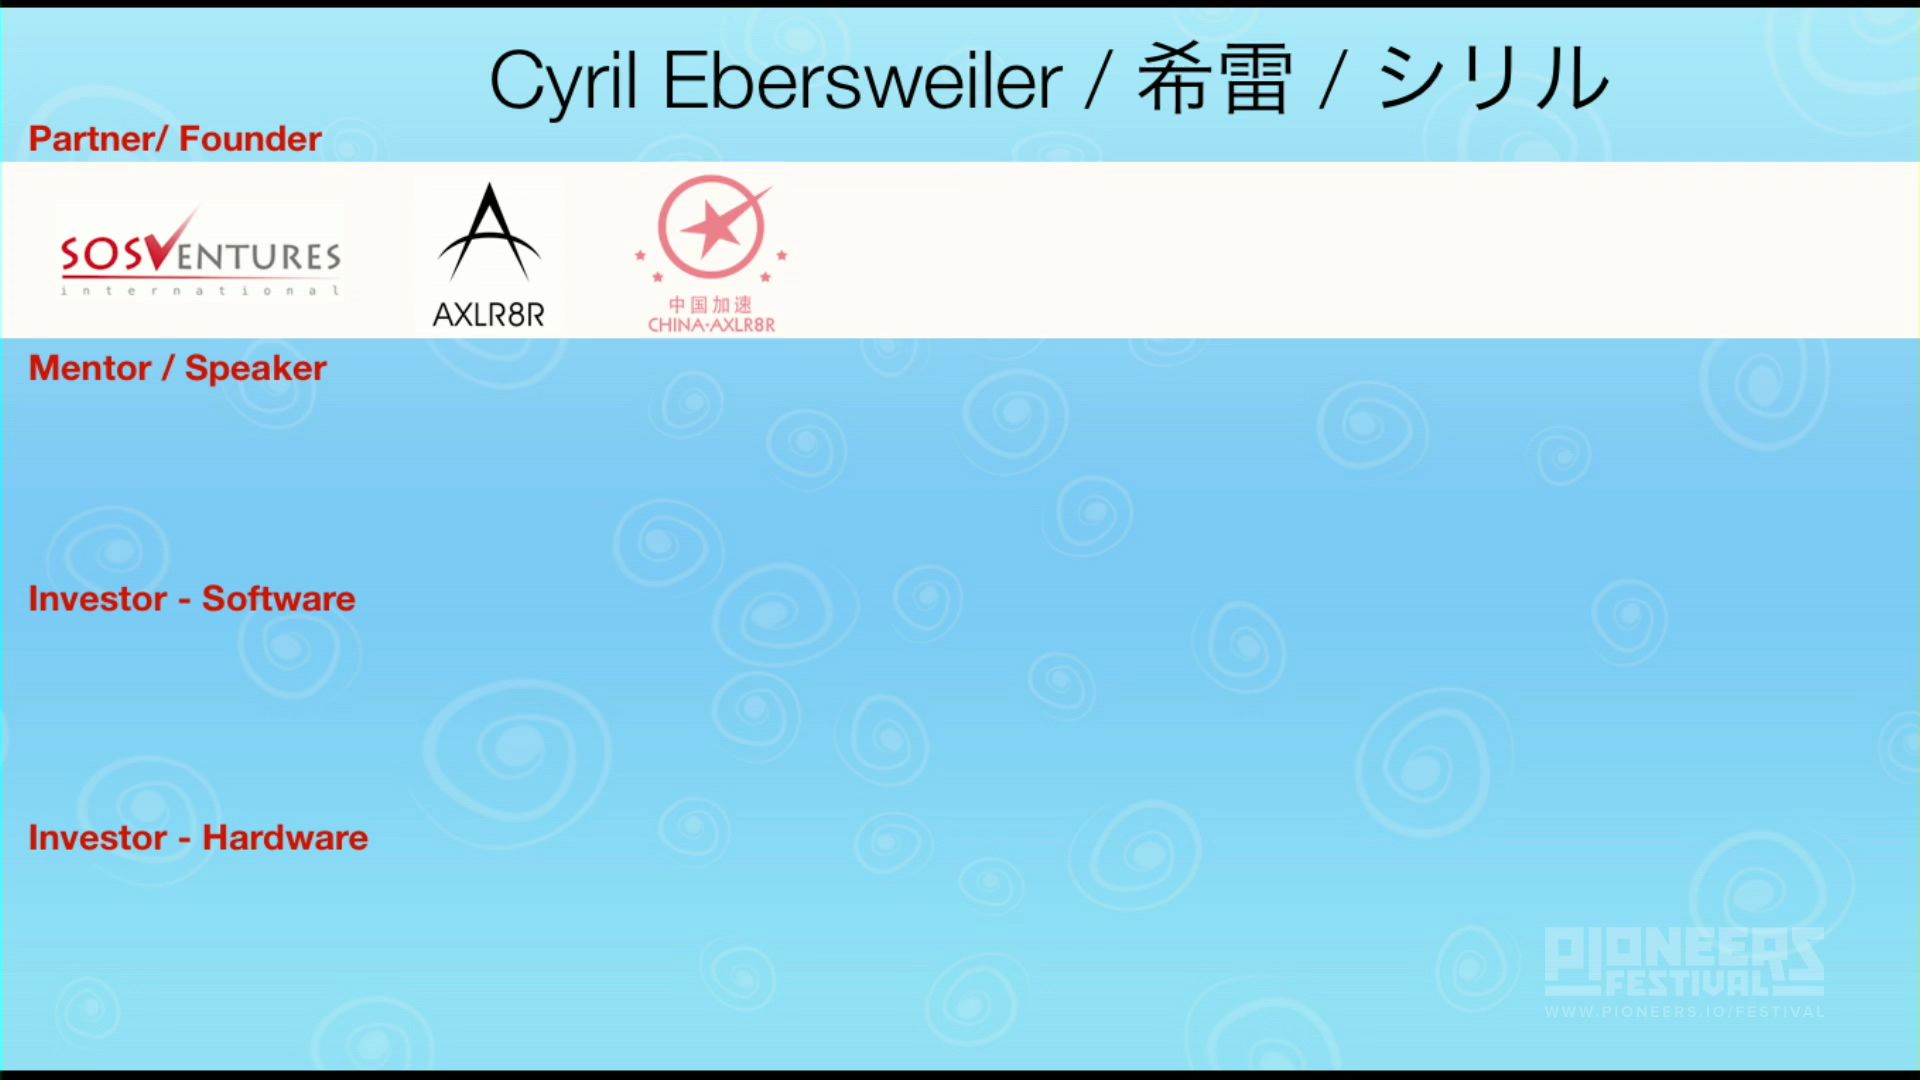 Cyril Ebersweiler / 希雷 / シリル
Partner/ Founder
SOSVENTURES
international
AXLR8R
中国加速
CHINA·AXLR8R
Mentor / Speaker
Investor - Software
Investor - Hardware
PIONEERS
FESTIVAL
WWW.PIONEERS.IO/FESTIVAL